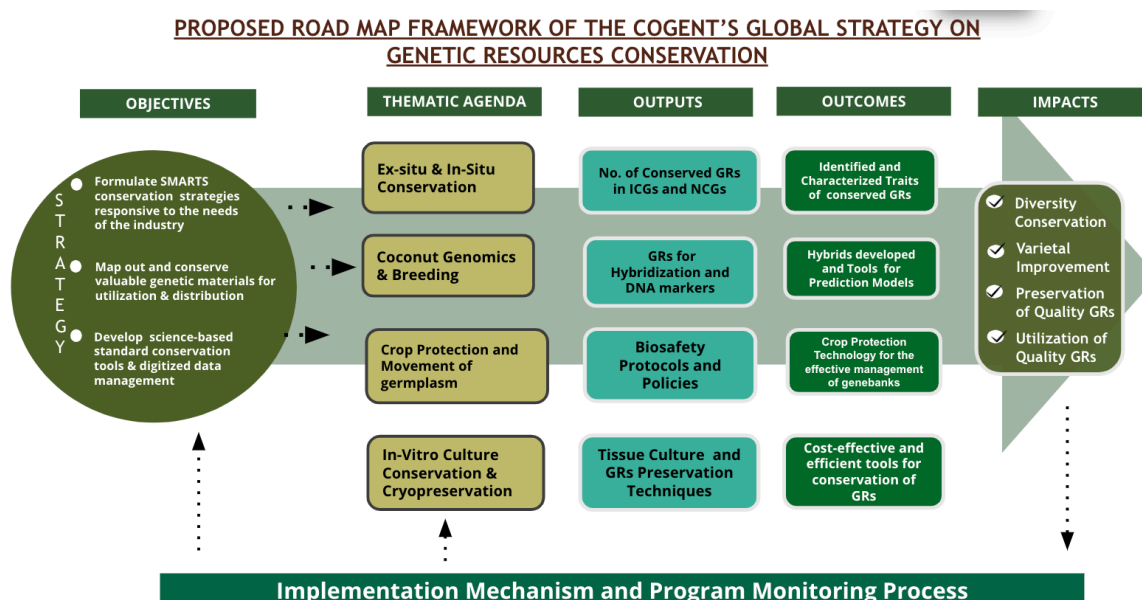 PROPOSED ROAD MAP FRAMEWORK OF THE COGENT'S GLOBAL STRATEGY ON
GENETIC RESOURCES CONSERVATION
OBJECTIVES
THEMATIC AGENDA
OUTPUTS
OUTCOMES
IMPACTS
STRATEGY
Formulate SMARTS
conservation strategies
responsive to the needs
of the industry
Map out and conserve
valuable genetic materials for
utilization & distribution
Develop science-based
standard conservation
tools & digitized data
management
Ex-situ & In-Situ
Conservation
No. of Conserved GRs
in ICGs and NCGs
Identified and
Characterized Traits
of conserved GRs
Coconut Genomics
& Breeding
GRs for
Hybridization and
DNA markers
Hybrids developed
and Tools for
Prediction Models
Crop Protection and
Movement of
germplasm
Biosafety
Protocols and
Policies
Crop Protection
Technology for the
effective management
of genebanks
In-Vitro Culture
Conservation &
Cryopreservation
Tissue Culture and
GRs Preservation
Techniques
Cost-effective and
efficient tools for
conservation of
GRs
Diversity
Conservation
Varietal
Improvement
Preservation
of Quality GRs
Utilization of
Quality GRs
Implementation Mechanism and Program Monitoring Process